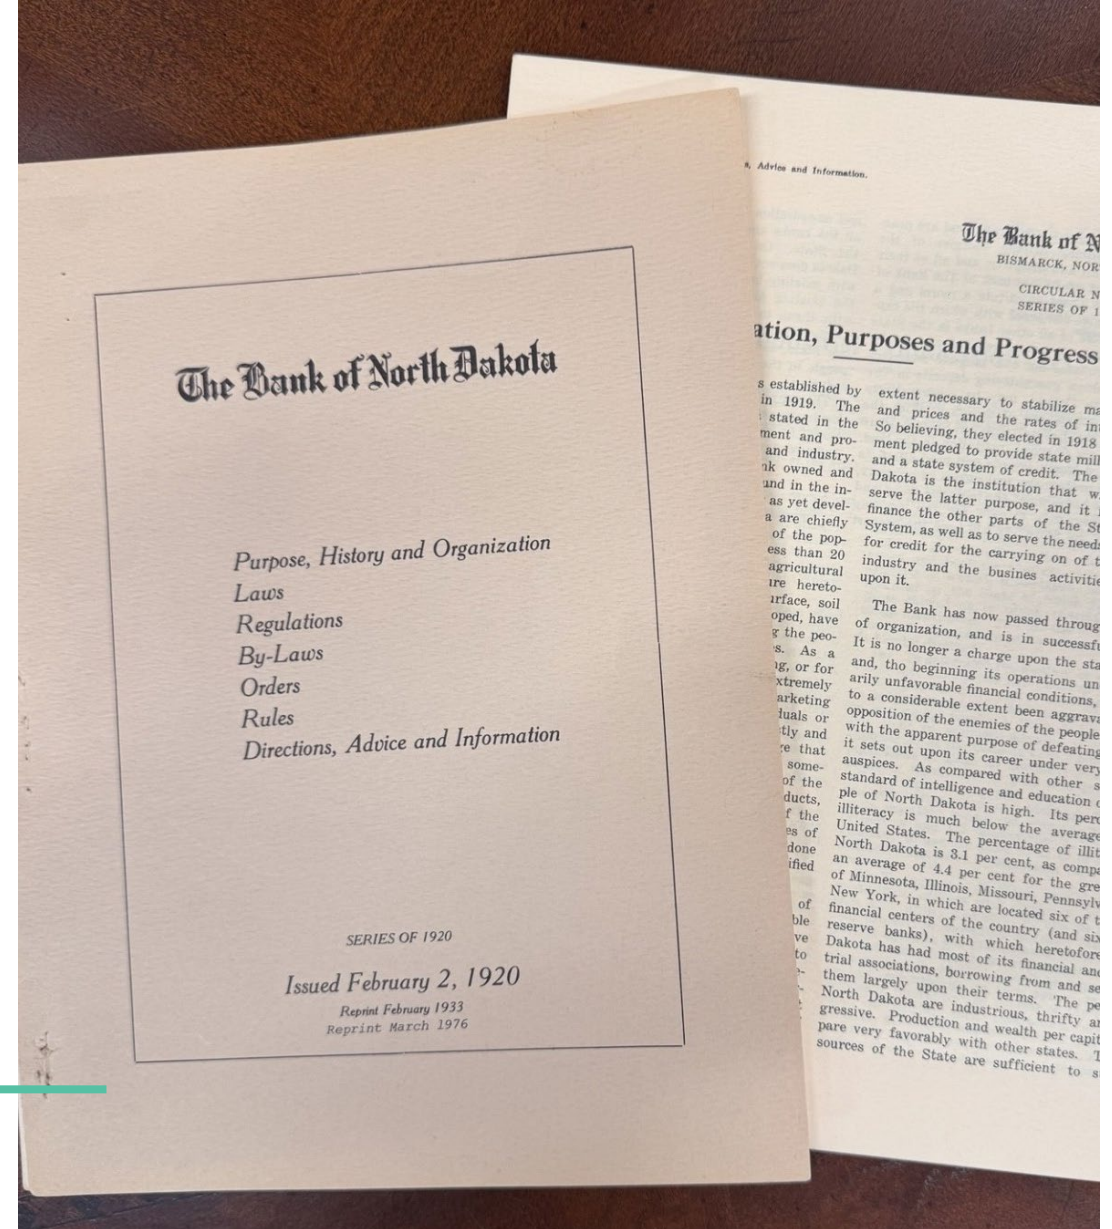 The Bank of North Dakota
Purpose, History and Organization
Laws
Regulations
By-Laws
Orders
Rules
Directions, Advice and Information
SERIES OF 1920
Issued February 2, 1920
Reprint February 1933
Reprint March 1976
Advice and Information.
The Bank of N
BISMARCK, NOR
CIRCULAR N
SERIES OF 1
ation, Purposes and Progress
s established by
in 1919. The
stated in the
ment and pro-
and industry.
nk owned and
und in the in-
as yet devel-
a are chiefly
of the pop-
ess than 20
agricultural
ure hereto-
urface, soil
oped, have
g the peo-
s. As a
ng, or for
xtremely
arketing
duals or
tly and
e that
some-
of the
ducts,
f the
es of
done
ified
of
ble
ve
to
extent necessary to stabilize ma
and prices and the rates of int
So believing, they elected in 1918
ment pledged to provide state mill
and a state system of credit. The
Dakota is the institution that w
serve the latter purpose, and it
finance the other parts of the St
System, as well as to serve the needs
for credit for the carrying on of t
industry and the busines activitie
upon it.
The Bank has now passed throug
of organization, and is in successfu
It is no longer a charge upon the sta
and, tho beginning its operations un
arily unfavorable financial conditions,
to a considerable extent been aggrava
opposition of the enemies of the people
with the apparent purpose of defeating
it sets out upon its career under very
auspices. As compared with other s
standard of intelligence and education o
ple of North Dakota is high. Its perc
illiteracy is much below the average
United States. The percentage of illit
North Dakota is 3.1 per cent, as compa
an average of 4.4 per cent for the gre
of Minnesota, Illinois, Missouri, Pennsylv
New York, in which are located six of t
financial centers of the country (and six
reserve banks), with which heretofore
Dakota has had most of its financial and
trial associations, borrowing from and se
them largely upon their terms. The pe
North Dakota are industrious, thrifty an
gressive. Production and wealth per capit
pare very favorably with other states. T
sources of the State are sufficient to s